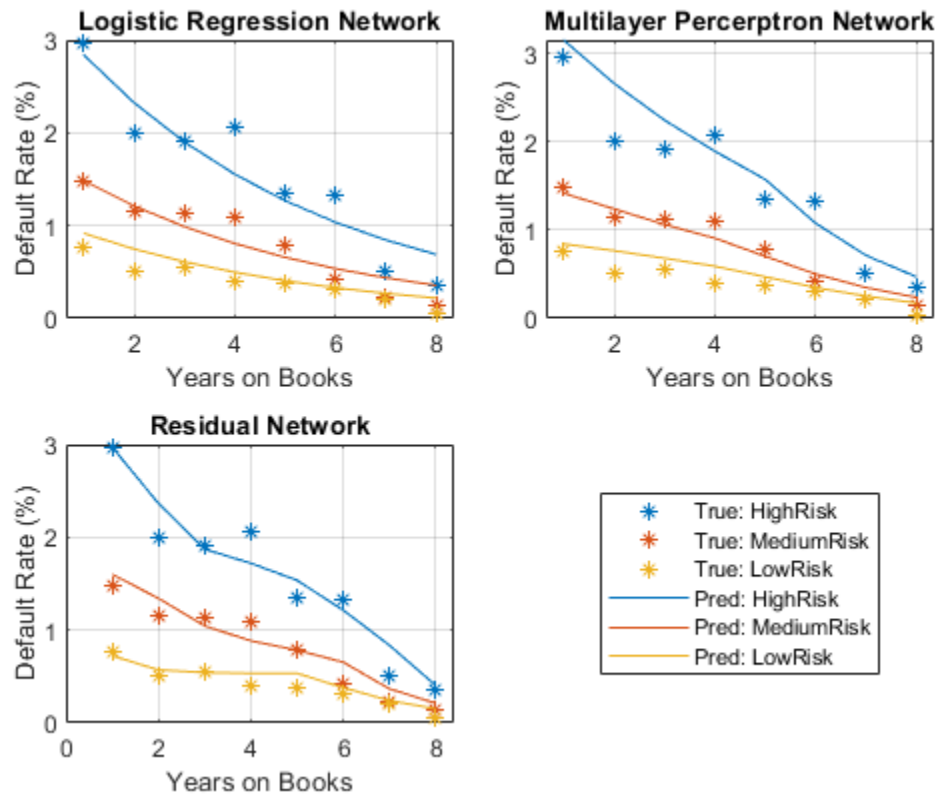 Logistic Regression Network
3
2
1
0
2
4
6
8
Default Rate (%)
Years on Books
Multilayer Percerptron Network
3
2
1
0
2
4
6
8
Default Rate (%)
Years on Books
Residual Network
3
2
1
0
0
2
4
6
8
Default Rate (%)
Years on Books
True: HighRisk
True: MediumRisk
True: LowRisk
Pred: HighRisk
Pred: MediumRisk
Pred: LowRisk